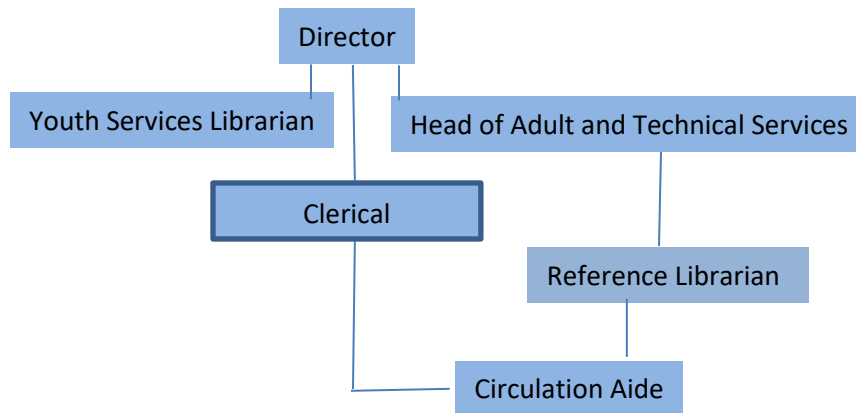 Director
Youth Services Librarian
Head of Adult and Technical Services
Clerical
Reference Librarian
Circulation Aide